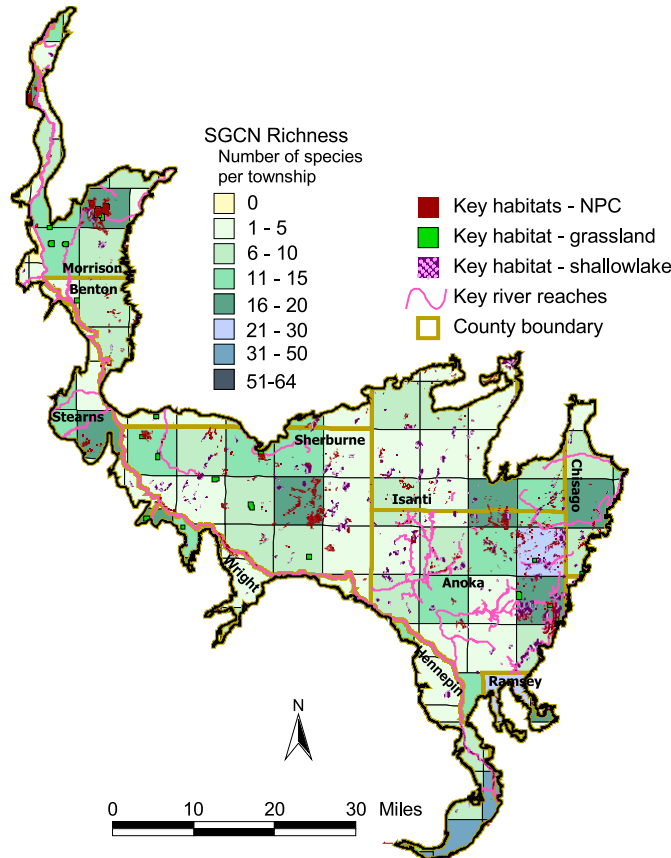 SGCN Richness
Number of species
per township
0
1 - 5
6 - 10
11 - 15
16 - 20
21 - 30
31 - 50
51-64
Key habitats - NPC
Key habitat - grassland
Key habitat - shallowlake
Key river reaches
County boundary
Morrison
Benton
Stearns
Sherburne
Chisago
Isanti
Wright
Anoka
Hennepin
Ramsey
N
0 10 20 30 Miles